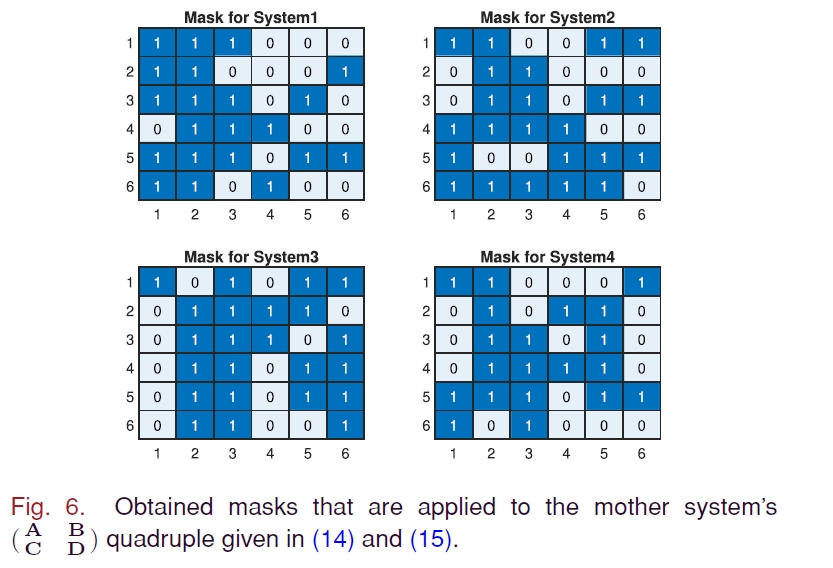 Mask for System1
1 1 1 1 0 0 0
2 1 1 0 0 0 1
3 1 1 1 0 1 0
4 0 1 1 1 0 0
5 1 1 1 0 1 1
6 1 1 0 1 0 0
1 2 3 4 5 6
Mask for System2
1 1 1 0 0 1 1
2 0 1 1 0 0 0
3 0 1 1 0 1 1
4 1 1 1 1 0 0
5 1 0 0 1 1 1
6 1 1 1 1 1 0
1 2 3 4 5 6
Mask for System3
1 1 0 1 0 1 1
2 0 1 1 1 1 0
3 0 1 1 1 0 1
4 0 1 1 0 1 1
5 0 1 1 0 1 1
6 0 1 1 0 0 1
1 2 3 4 5 6
Mask for System4
1 1 1 0 0 0 1
2 0 1 0 1 1 0
3 0 1 1 0 1 0
4 0 1 1 1 1 0
5 1 1 1 0 1 1
6 1 0 1 0 0 0
1 2 3 4 5 6
Fig. 6. Obtained masks that are applied to the mother system's
(A B
C D) quadruple given in (14) and (15).